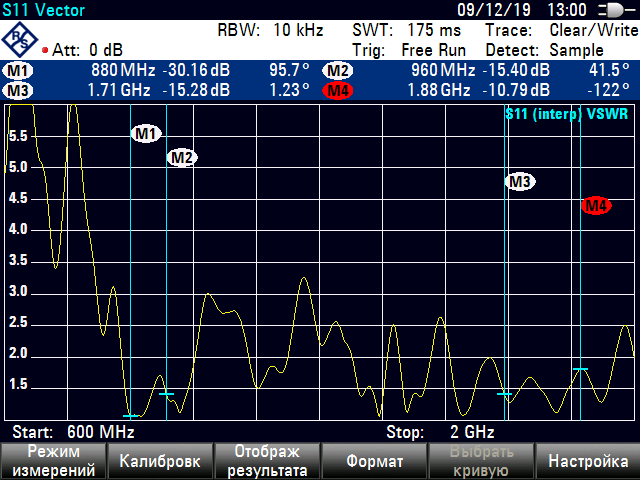 S11 Vector 09/12/19 13:00
RBW: 10 kHz SWT: 175 ms Trace: Clear/Write
Att: 0 dB Trig: Free Run Detect: Sample
M1 880 MHz -30.16 dB 95.7° M2 960 MHz -15.40 dB 41.5°
M3 1.71 GHz -15.28 dB 1.23° M4 1.88 GHz -10.79 dB -122°
S11 (interp) VSWR
M1
5.5
M2
5.0
M3
4.5
M4
4.0
3.5
3.0
2.5
2.0
1.5
Start: 600 MHz Stop: 2 GHz
Режим измерений
Калибровк
Отображ результата
Формат
Выбрать кривую
Настройка